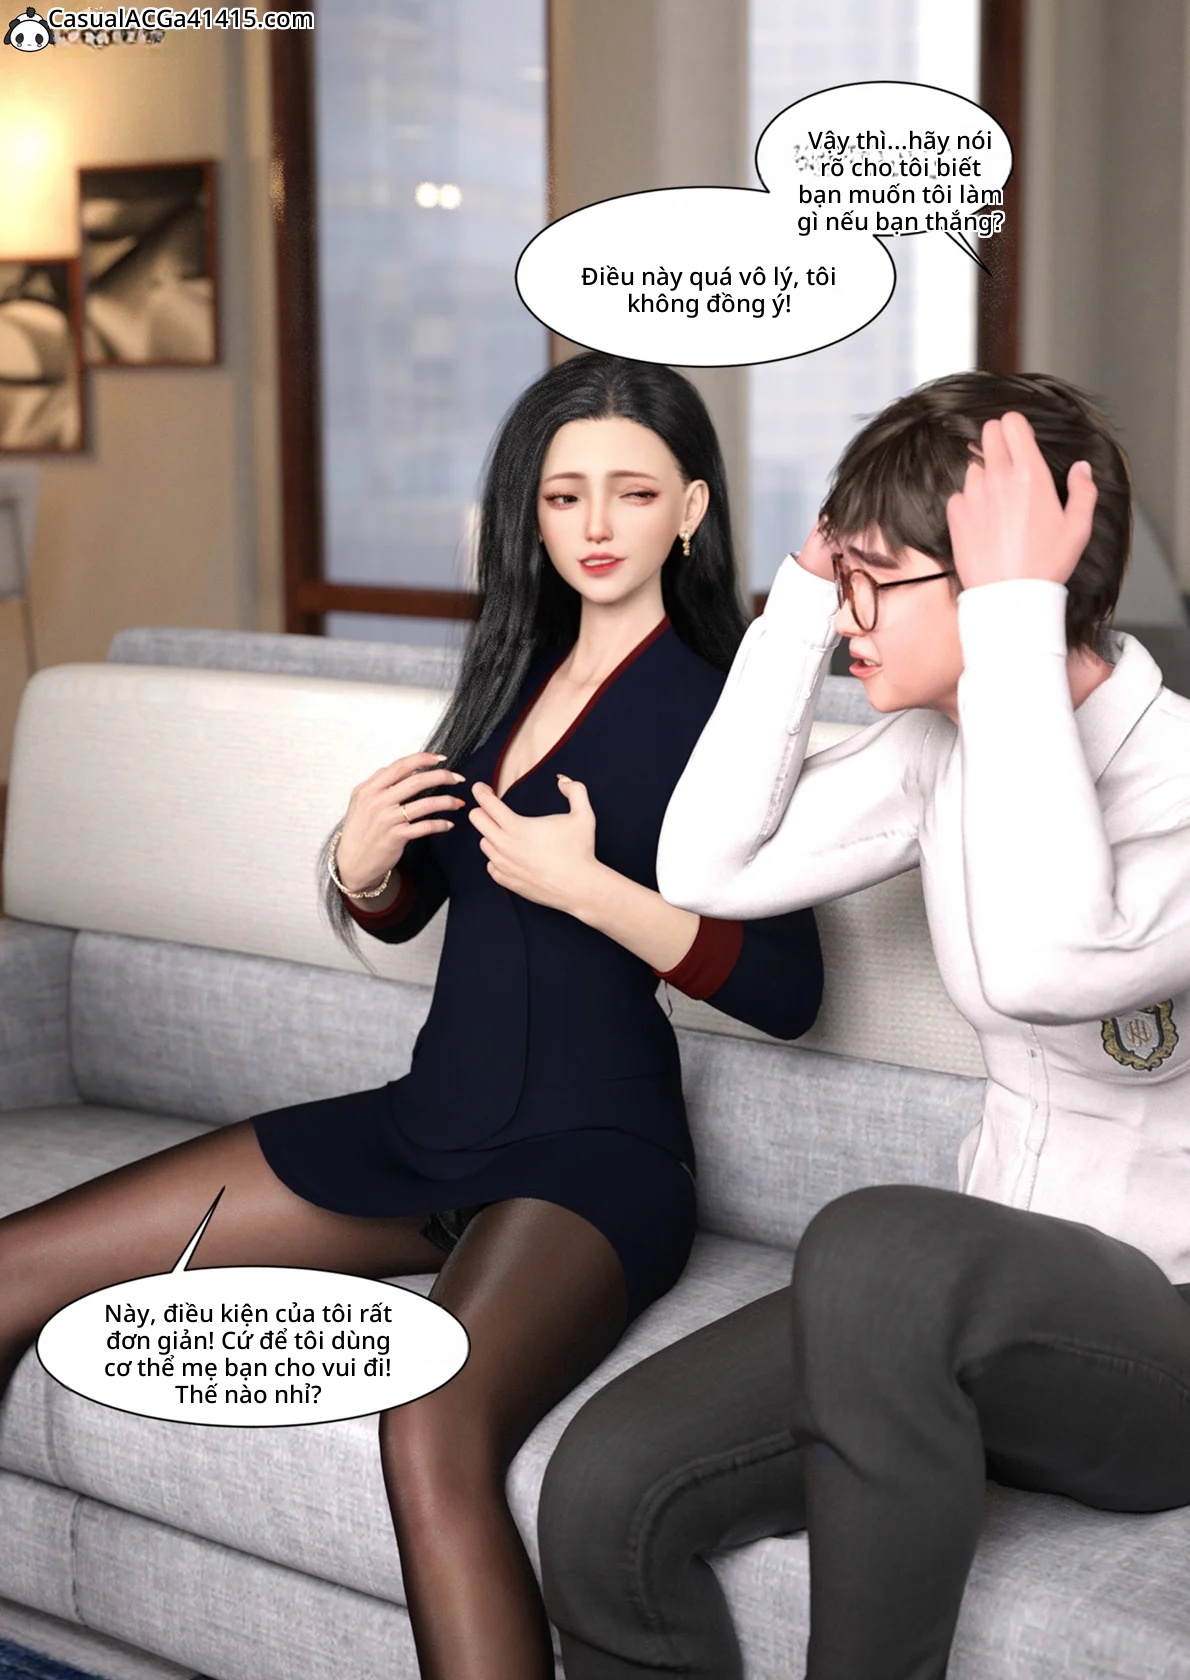 CasualACGa41415.com
Vậy thì...hãy nói
rõ cho tôi biết
bạn muốn tôi làm
gì nếu bạn thắng?
Điều này quá vô lý, tôi
không đồng ý!
Này, điều kiện của tôi rất
đơn giản! Cứ để tôi dùng
cơ thể mẹ bạn cho vui đi!
Thế nào nhỉ?